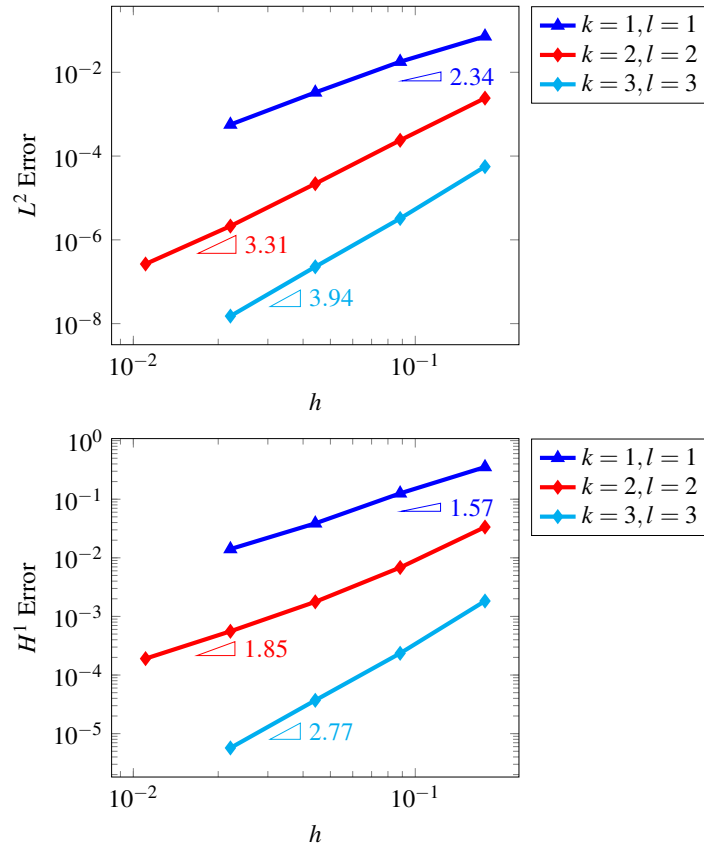 k = 1, l = 1
k = 2, l = 2
k = 3, l = 3
10^{-2}
10^{-4}
10^{-6}
10^{-8}
L^2 Error
2.34
3.31
3.94
10^{-2}
10^{-1}
h
k = 1, l = 1
k = 2, l = 2
k = 3, l = 3
10^0
10^{-1}
10^{-2}
10^{-3}
10^{-4}
10^{-5}
H^1 Error
1.57
1.85
2.77
10^{-2}
10^{-1}
h